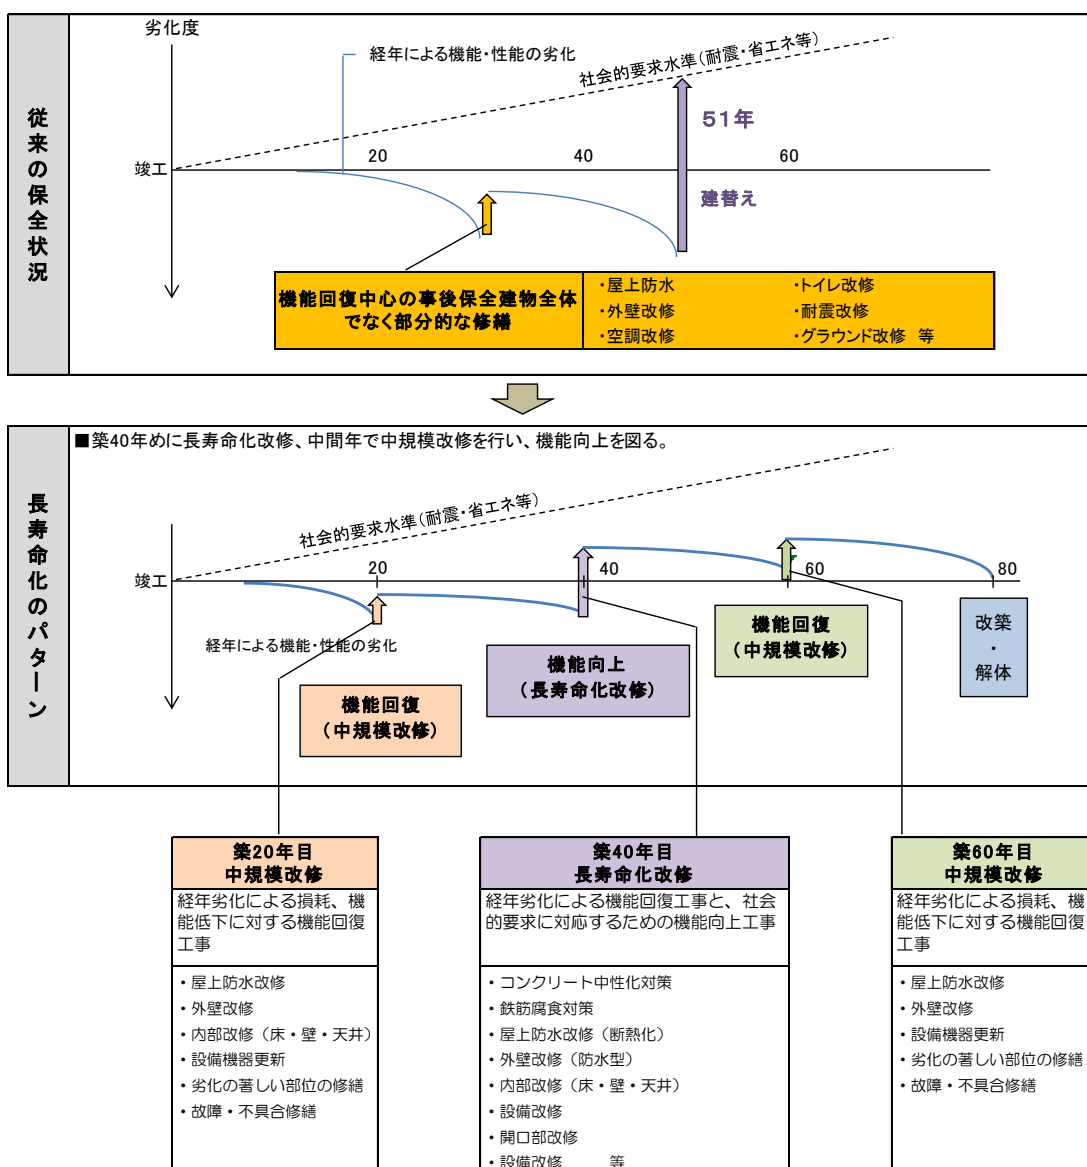 従来の保全状況
劣化度
経年による機能・性能の劣化
社会的要求水準(耐震・省エネ等)
51年
竣工
20
40
60
建替え
機能回復中心の事後保全建物全体
でなく部分的な修繕
・屋上防水
・外壁改修
・空調改修
・トイレ改修
・耐震改修
・グラウンド改修 等
長寿命化のパターン
■築40年めに長寿命化改修、中間年で中規模改修を行い、機能向上を図る。
社会的要求水準(耐震・省エネ等)
竣工
20
40
60
80
経年による機能・性能の劣化
機能回復
(中規模改修)
機能向上
(長寿命化改修)
機能回復
(中規模改修)
改築
・
解体
築20年目
中規模改修
経年劣化による損耗、機
能低下に対する機能回復
工事
・屋上防水改修
・外壁改修
・内部改修（床・壁・天井）
・設備機器更新
・劣化の著しい部位の修繕
・故障・不具合修繕
築40年目
長寿命化改修
経年劣化による機能回復工事と、社会
的要求に対応するための機能向上工事
・コンクリート中性化対策
・鉄筋腐食対策
・屋上防水改修（断熱化）
・外壁改修（防水型）
・内部改修（床・壁・天井）
・設備改修
・開口部改修
・設備改修 等
築60年目
中規模改修
経年劣化による損耗、機
能低下に対する機能回復
工事
・屋上防水改修
・外壁改修
・設備機器更新
・劣化の著しい部位の修繕
・故障・不具合修繕